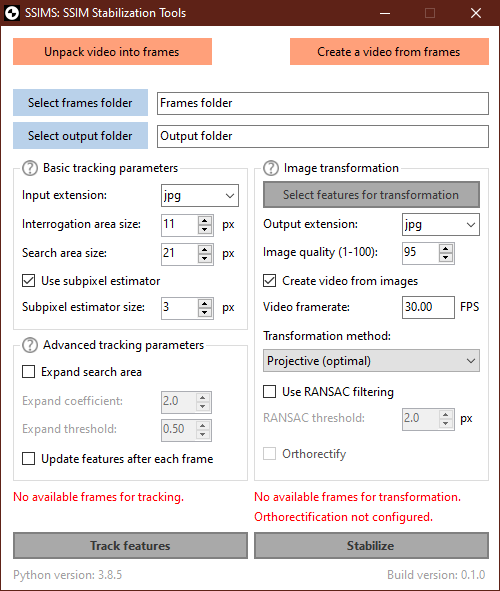 SSIMS: SSIM Stabilization Tools
Unpack video into frames
Create a video from frames
Select frames folder
Frames folder
Select output folder
Output folder
? Basic tracking parameters
Input extension:
jpg
Interrogation area size:
11
px
Search area size:
21
px
Use subpixel estimator
Subpixel estimator size:
3
px
? Advanced tracking parameters
Expand search area
Expand coefficient:
2.0
Expand threshold:
0.50
Update features after each frame
No available frames for tracking.
Track features
? Image transformation
Select features for transformation
Output extension:
jpg
Image quality (1-100):
95
Create video from images
Video framerate:
30.00
FPS
Transformation method:
Projective (optimal)
Use RANSAC filtering
RANSAC threshold:
2.0
px
Orthorectify
No available frames for transformation.
Orthorectification not configured.
Stabilize
Python version: 3.8.5
Build version: 0.1.0